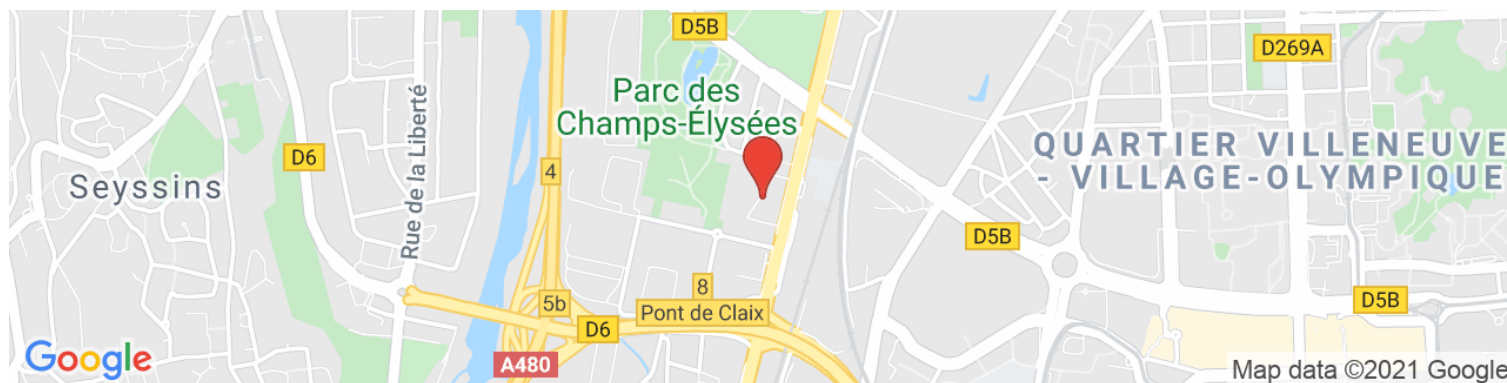 D5B
D269A
Parc des
Champs-Élysées
QUARTIER VILLENEUVE
- VILLAGE-OLYMPIQUE
D6
4
Seyssins
Rue de la Liberté
D5B
8
5b
Pont de Claix
D5B
D6
A480
Google
Map data ©2021 Google